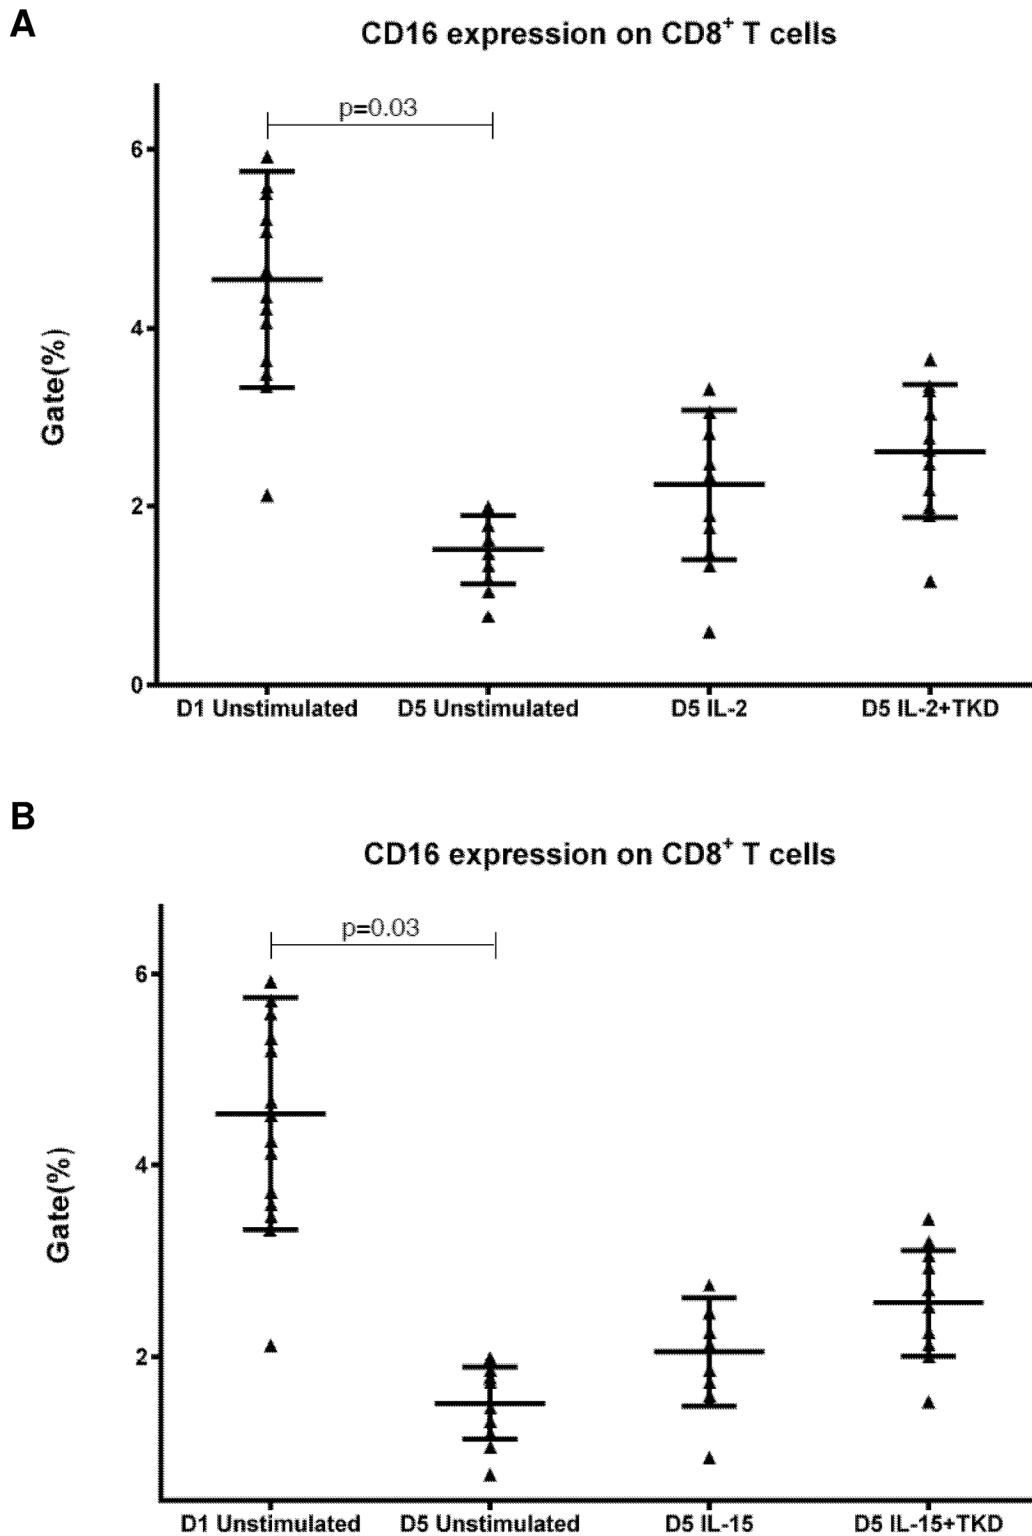 A
CD16 expression on CD8⁺ T cells
p=0.03
6
4
2
0
Gate(%)
D1 Unstimulated D5 Unstimulated D5 IL-2 D5 IL-2+TKD
B
CD16 expression on CD8⁺ T cells
p=0.03
6
4
2
Gate(%)
D1 Unstimulated D5 Unstimulated D5 IL-15 D5 IL-15+TKD